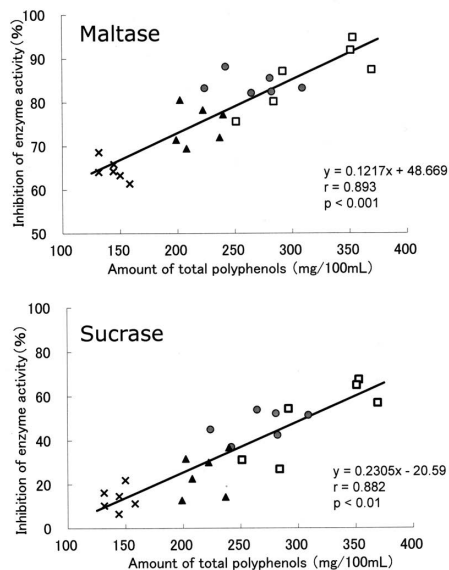 Maltase
Inhibition of enzyme activity(%)
100
90
80
70
60
50
y = 0.1217x + 48.669
r = 0.893
p < 0.001
100 150 200 250 300 350 400
Amount of total polyphenols (mg/100mL)
Sucrase
Inhibition of enzyme activity(%)
100
80
60
40
20
0
y = 0.2305x - 20.59
r = 0.882
p < 0.01
100 150 200 250 300 350 400
Amount of total polyphenols (mg/100mL)